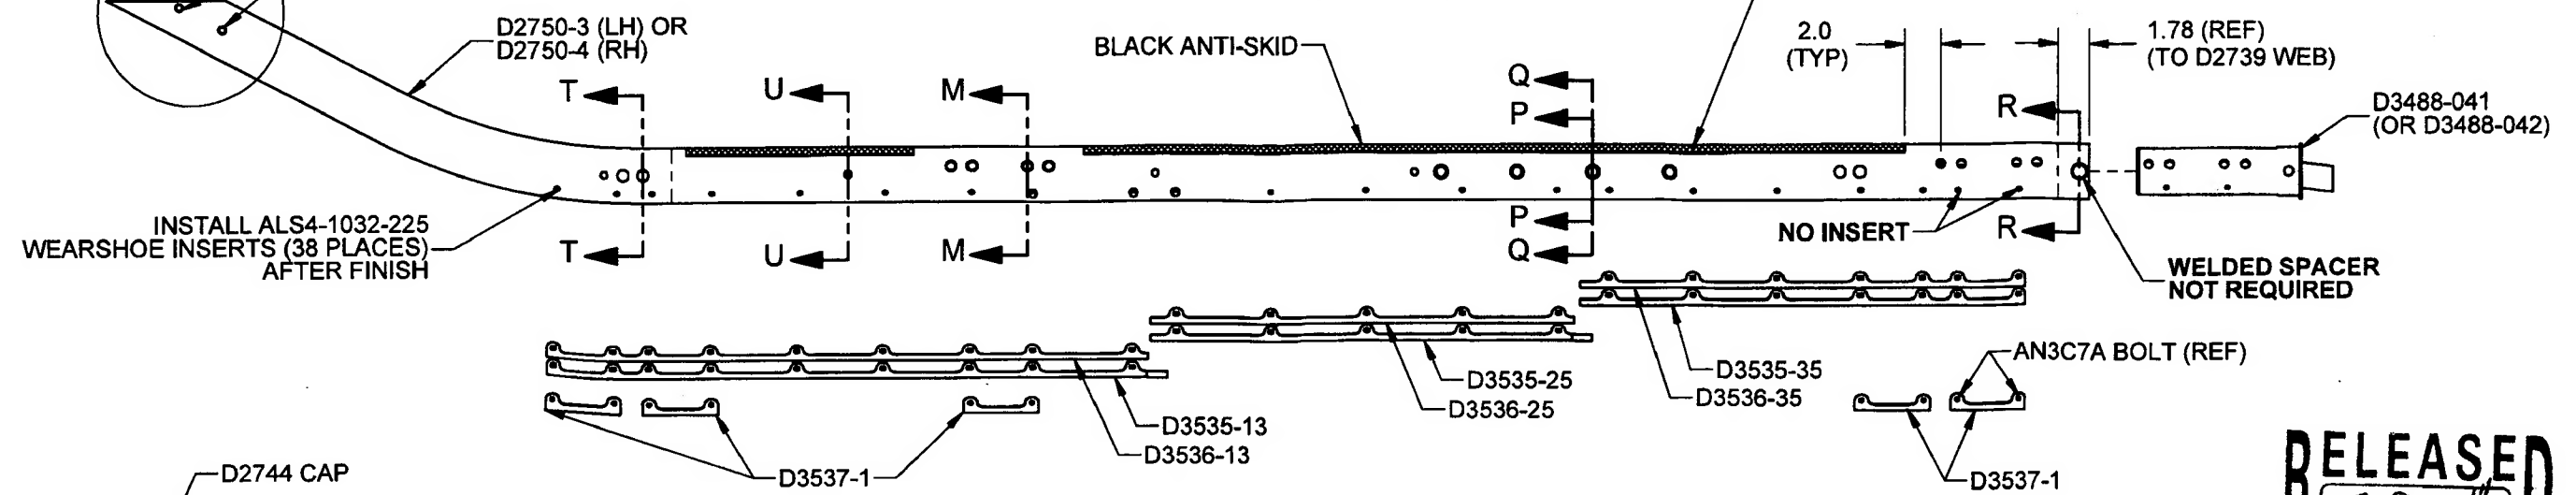 D2750-3 (LH) OR
D2750-4 (RH)
BLACK ANTI-SKID
2.0
(TYP)
1.78 (REF)
(TO D2739 WEB)
D3488-041
(OR D3488-042)
T
U
M
Q
P
R
INSTALL ALS4-1032-225
WEARSHOE INSERTS (38 PLACES)
AFTER FINISH
T
U
M
P
Q
NO INSERT
R
WELDED SPACER
NOT REQUIRED
D3535-25
D3536-25
D3535-35
D3536-35
AN3C7A BOLT (REF)
D3535-13
D3536-13
D3537-1
D3537-1
D2744 CAP
RELEASED